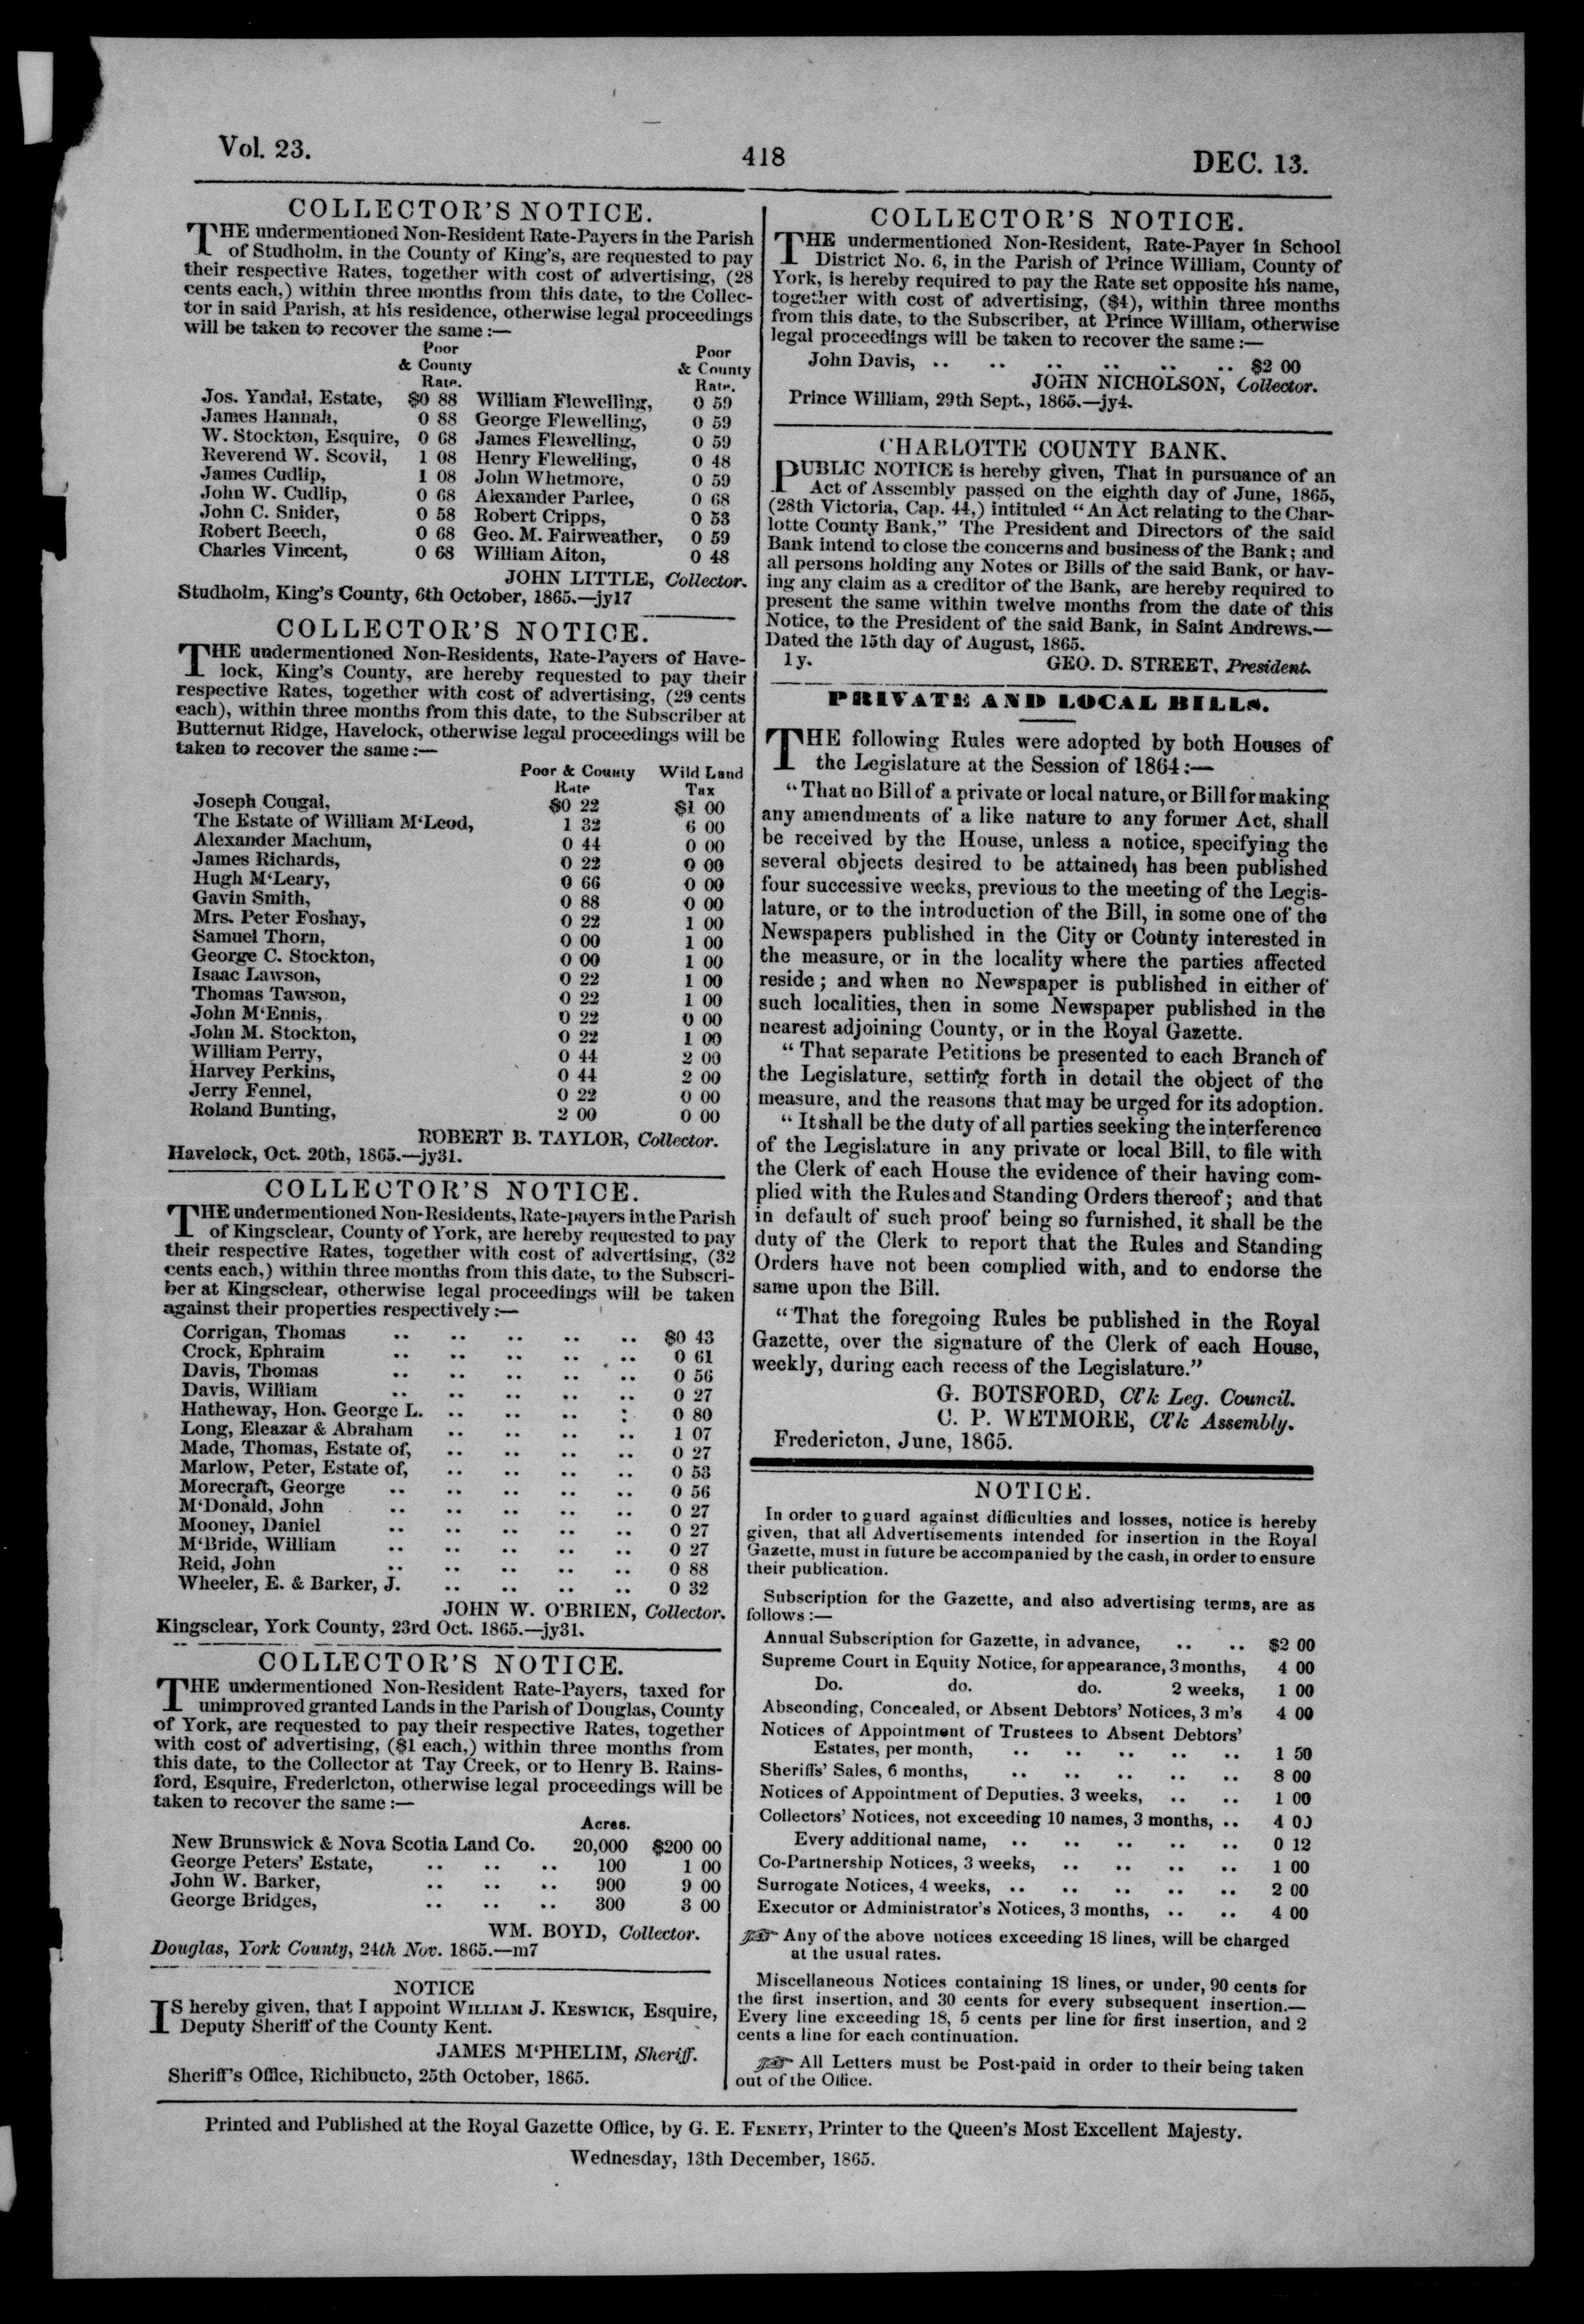 Vol. 23.
418
DEC. 13.
COLLECTOR'S NOTICE.
THE undermentioned Non-Resident Rate-Payers in the Parish
of Studholm, in the County of King's, are requested to pay
their respective Rates, together with cost of advertising, (28
cents each,) within three months from this date, to the Collec-
tor in said Parish, at his residence, otherwise legal proceedings
will be taken to recover the same :—
Poor Poor
& County & County
Rate. Rate.
Jos. Yandal, Estate, $0 88 William Flewelling, 0 59
James Hannah, 0 88 George Flewelling, 0 59
W. Stockton, Esquire, 0 68 James Flewelling, 0 59
Reverend W. Scovil, 1 08 Henry Flewelling, 0 48
James Cudlip, 1 08 John Whetmore, 0 59
John W. Cudlip, 0 68 Alexander Parlee, 0 68
John C. Snider, 0 58 Robert Cripps, 0 53
Robert Beech, 0 68 Geo. M. Fairweather, 0 59
Charles Vincent, 0 68 William Aiton, 0 48
JOHN LITTLE, Collector.
Studholm, King's County, 6th October, 1865.—jy17
COLLECTOR'S NOTICE.
THE undermentioned Non-Residents, Rate-Payers of Have-
lock, King's County, are hereby requested to pay their
respective Rates, together with cost of advertising, (29 cents
each), within three months from this date, to the Subscriber at
Butternut Ridge, Havelock, otherwise legal proceedings will be
taken to recover the same :—
Poor & County Wild Land
Rate Tax
Joseph Cougal, $0 22 $1 00
The Estate of William M'Leod, 1 32 6 00
Alexander Machum, 0 44 0 00
James Richards, 0 22 0 00
Hugh M'Leary, 0 66 0 00
Gavin Smith, 0 88 0 00
Mrs. Peter Foshay, 0 22 1 00
Samuel Thorn, 0 00 1 00
George C. Stockton, 0 00 1 00
Isaac Lawson, 0 22 1 00
Thomas Tawson, 0 22 1 00
John M'Ennis, 0 22 0 00
John M. Stockton, 0 22 1 00
William Perry, 0 44 2 00
Harvey Perkins, 0 44 2 00
Jerry Fennel, 0 22 0 00
Roland Bunting, 2 00 0 00
ROBERT B. TAYLOR, Collector.
Havelock, Oct. 20th, 1865.—jy31.
COLLECTOR'S NOTICE.
THE undermentioned Non-Residents, Rate-payers in the Parish
of Kingsclear, County of York, are hereby requested to pay
their respective Rates, together with cost of advertising, (32
cents each,) within three months from this date, to the Subscri-
ber at Kingsclear, otherwise legal proceedings will be taken
against their properties respectively :—
Corrigan, Thomas .. .. .. .. .. $0 43
Crock, Ephraim .. .. .. .. .. 0 61
Davis, Thomas .. .. .. .. .. 0 56
Davis, William .. .. .. .. .. 0 27
Hatheway, Hon. George L. .. .. .. : 0 80
Long, Eleazar & Abraham .. .. .. .. 1 07
Made, Thomas, Estate of, .. .. .. .. 0 27
Marlow, Peter, Estate of, .. .. .. .. 0 53
Morecraft, George .. .. .. .. .. 0 56
M'Donald, John .. .. .. .. .. 0 27
Mooney, Daniel .. .. .. .. .. 0 27
M'Bride, William .. .. .. .. .. 0 27
Reid, John .. .. .. .. .. 0 88
Wheeler, E. & Barker, J. .. .. .. .. 0 32
JOHN W. O'BRIEN, Collector.
Kingsclear, York County, 23rd Oct. 1865.—jy31.
COLLECTOR'S NOTICE.
THE undermentioned Non-Resident Rate-Payers, taxed for
unimproved granted Lands in the Parish of Douglas, County
of York, are requested to pay their respective Rates, together
with cost of advertising, ($1 each,) within three months from
this date, to the Collector at Tay Creek, or to Henry B. Rains-
ford, Esquire, Fredericton, otherwise legal proceedings will be
taken to recover the same :—
Acres.
New Brunswick & Nova Scotia Land Co. 20,000 $200 00
George Peters' Estate, .. .. .. 100 1 00
John W. Barker, .. .. .. 900 9 00
George Bridges, .. .. .. 300 3 00
WM. BOYD, Collector.
Douglas, York County, 24th Nov. 1865.—m7
NOTICE
IS hereby given, that I appoint WILLIAM J. KESWICK, Esquire,
Deputy Sheriff of the County Kent.
JAMES M'PHELIM, Sheriff.
Sheriff's Office, Richibucto, 25th October, 1865.
COLLECTOR'S NOTICE.
THE undermentioned Non-Resident, Rate-Payer in School
District No. 6, in the Parish of Prince William, County of
York, is hereby required to pay the Rate set opposite his name,
together with cost of advertising, ($4), within three months
from this date, to the Subscriber, at Prince William, otherwise
legal proceedings will be taken to recover the same :—
John Davis, .. .. .. .. .. .. $2 00
JOHN NICHOLSON, Collector.
Prince William, 29th Sept., 1865.—jy4.
CHARLOTTE COUNTY BANK.
PUBLIC NOTICE is hereby given, That in pursuance of an
Act of Assembly passed on the eighth day of June, 1865,
(28th Victoria, Cap. 44,) intituled "An Act relating to the Char-
lotte County Bank," The President and Directors of the said
Bank intend to close the concerns and business of the Bank; and
all persons holding any Notes or Bills of the said Bank, or hav-
ing any claim as a creditor of the Bank, are hereby required to
present the same within twelve months from the date of this
Notice, to the President of the said Bank, in Saint Andrews.—
Dated the 15th day of August, 1865.
1y. GEO. D. STREET, President.
PRIVATE AND LOCAL BILLS.
THE following Rules were adopted by both Houses of
the Legislature at the Session of 1864 :—
"That no Bill of a private or local nature, or Bill for making
any amendments of a like nature to any former Act, shall
be received by the House, unless a notice, specifying the
several objects desired to be attained, has been published
four successive weeks, previous to the meeting of the Legis-
lature, or to the introduction of the Bill, in some one of the
Newspapers published in the City or County interested in
the measure, or in the locality where the parties affected
reside; and when no Newspaper is published in either of
such localities, then in some Newspaper published in the
nearest adjoining County, or in the Royal Gazette.
"That separate Petitions be presented to each Branch of
the Legislature, setting forth in detail the object of the
measure, and the reasons that may be urged for its adoption.
"It shall be the duty of all parties seeking the interference
of the Legislature in any private or local Bill, to file with
the Clerk of each House the evidence of their having com-
plied with the Rules and Standing Orders thereof; and that
in default of such proof being so furnished, it shall be the
duty of the Clerk to report that the Rules and Standing
Orders have not been complied with, and to endorse the
same upon the Bill.
"That the foregoing Rules be published in the Royal
Gazette, over the signature of the Clerk of each House,
weekly, during each recess of the Legislature."
G. BOTSFORD, Cl'k Leg. Council.
C. P. WETMORE, Cl'k Assembly.
Fredericton, June, 1865.
NOTICE.
In order to guard against difficulties and losses, notice is hereby
given, that all Advertisements intended for insertion in the Royal
Gazette, must in future be accompanied by the cash, in order to ensure
their publication.
Subscription for the Gazette, and also advertising terms, are as
follows :—
Annual Subscription for Gazette, in advance, .. .. $2 00
Supreme Court in Equity Notice, for appearance, 3 months, 4 00
Do. do. do. 2 weeks, 1 00
Absconding, Concealed, or Absent Debtors' Notices, 3 m's 4 00
Notices of Appointment of Trustees to Absent Debtors'
Estates, per month, .. .. .. .. .. 1 50
Sheriffs' Sales, 6 months, .. .. .. .. .. 8 00
Notices of Appointment of Deputies, 3 weeks, .. .. 1 00
Collectors' Notices, not exceeding 10 names, 3 months, .. 4 00
Every additional name, .. .. .. .. .. 0 12
Co-Partnership Notices, 3 weeks, .. .. .. .. 1 00
Surrogate Notices, 4 weeks, .. .. .. .. .. 2 00
Executor or Administrator's Notices, 3 months, .. .. 4 00
☞ Any of the above notices exceeding 18 lines, will be charged
at the usual rates.
Miscellaneous Notices containing 18 lines, or under, 90 cents for
the first insertion, and 30 cents for every subsequent insertion.—
Every line exceeding 18, 5 cents per line for first insertion, and 2
cents a line for each continuation.
☞ All Letters must be Post-paid in order to their being taken
out of the Office.
Printed and Published at the Royal Gazette Office, by G. E. FENETY, Printer to the Queen's Most Excellent Majesty.
Wednesday, 13th December, 1865.